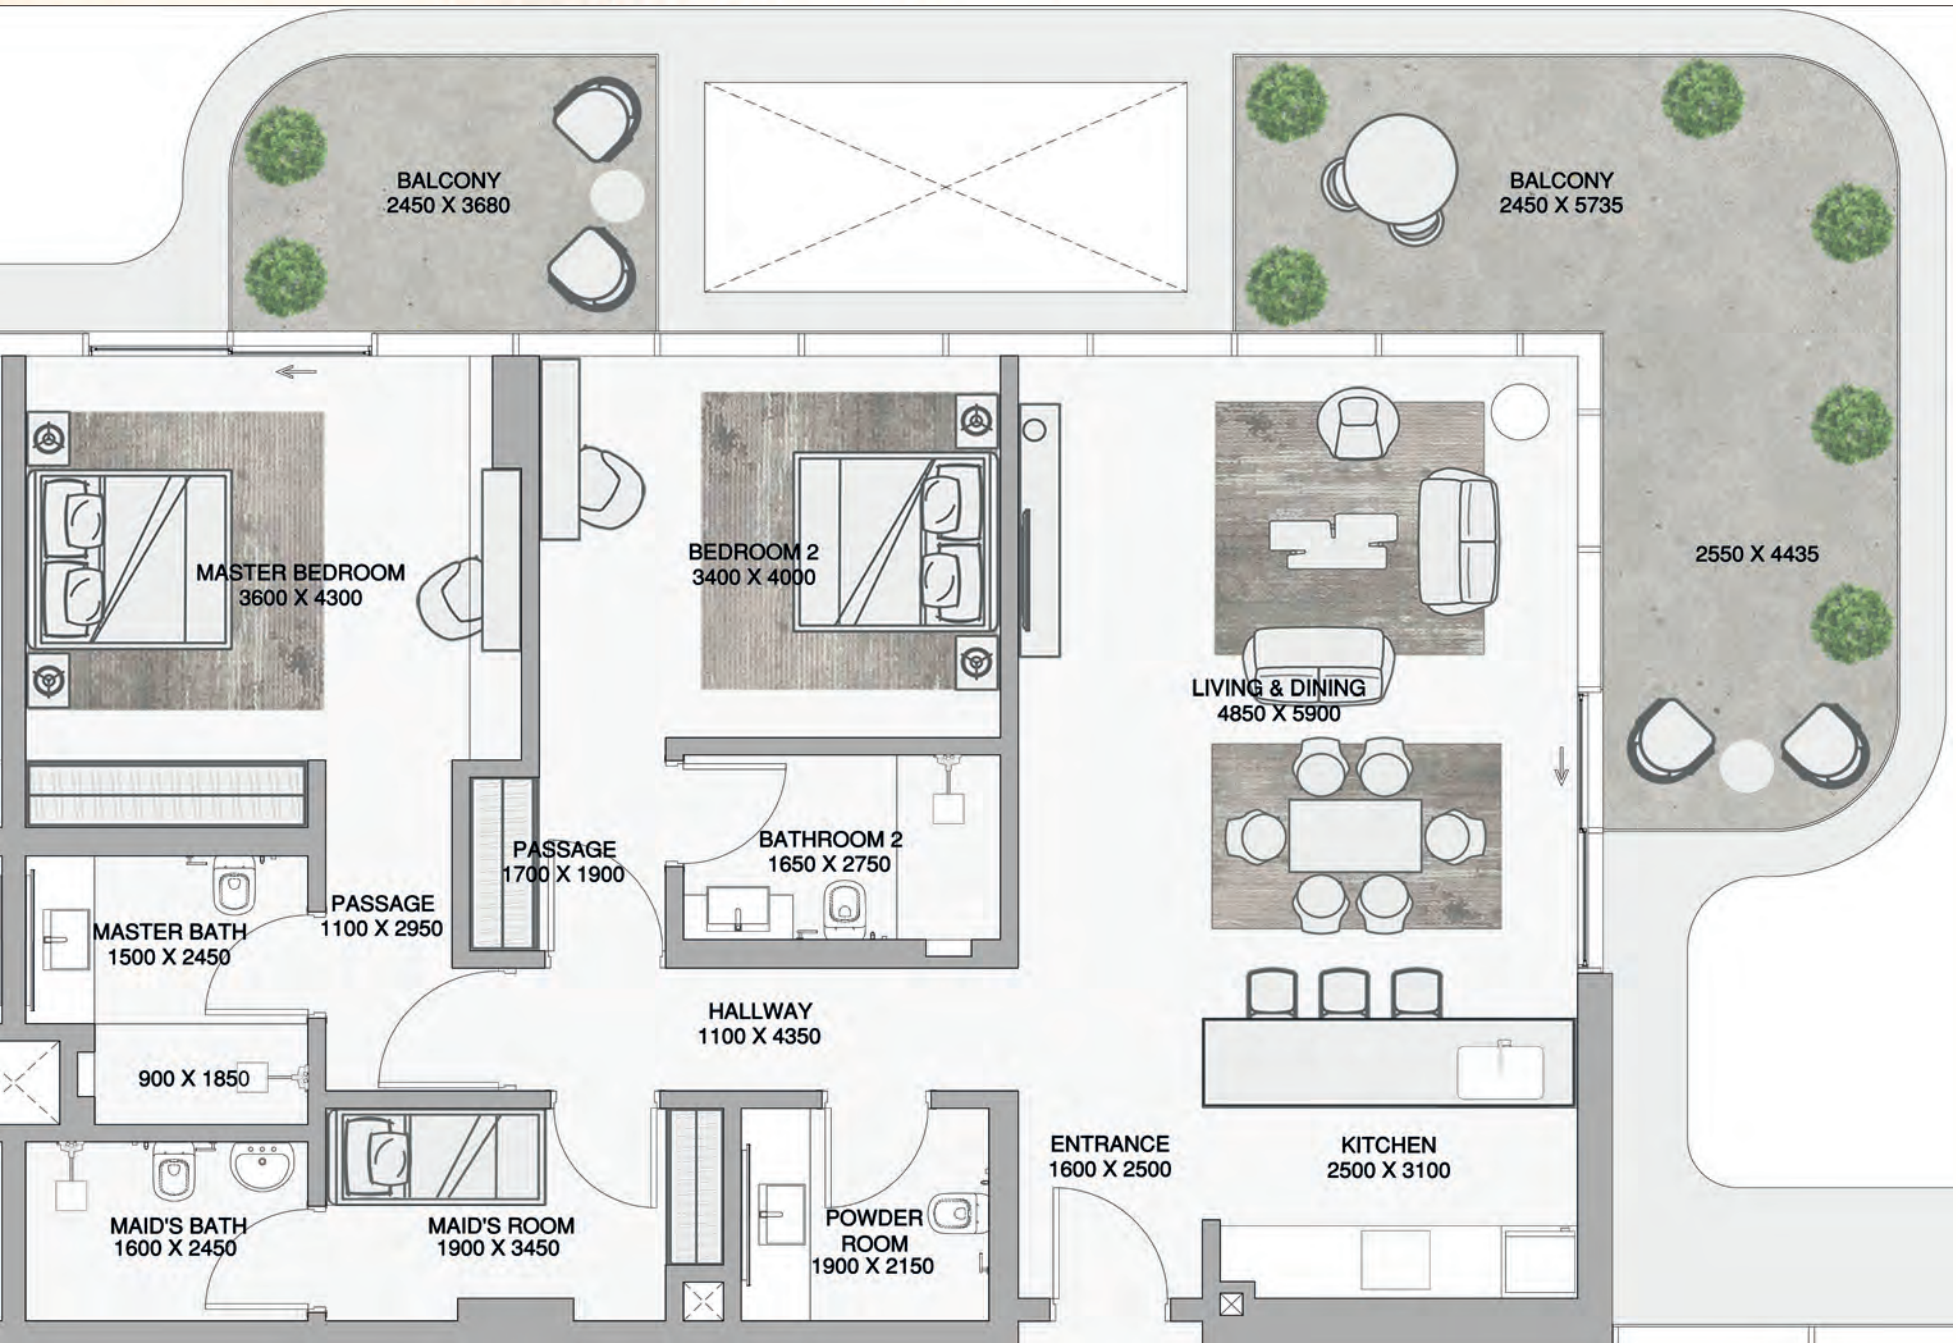 BALCONY
2450 X 3680
BALCONY
2450 X 5735
MASTER BEDROOM
3600 X 4300
BEDROOM 2
3400 X 4000
2550 X 4435
LIVING & DINING
4850 X 5900
PASSAGE
1700 X 1900
BATHROOM 2
1650 X 2750
MASTER BATH
1500 X 2450
PASSAGE
1100 X 2950
HALLWAY
1100 X 4350
900 X 1850
ENTRANCE
1600 X 2500
KITCHEN
2500 X 3100
MAID'S BATH
1600 X 2450
MAID'S ROOM
1900 X 3450
POWDER
ROOM
1900 X 2150